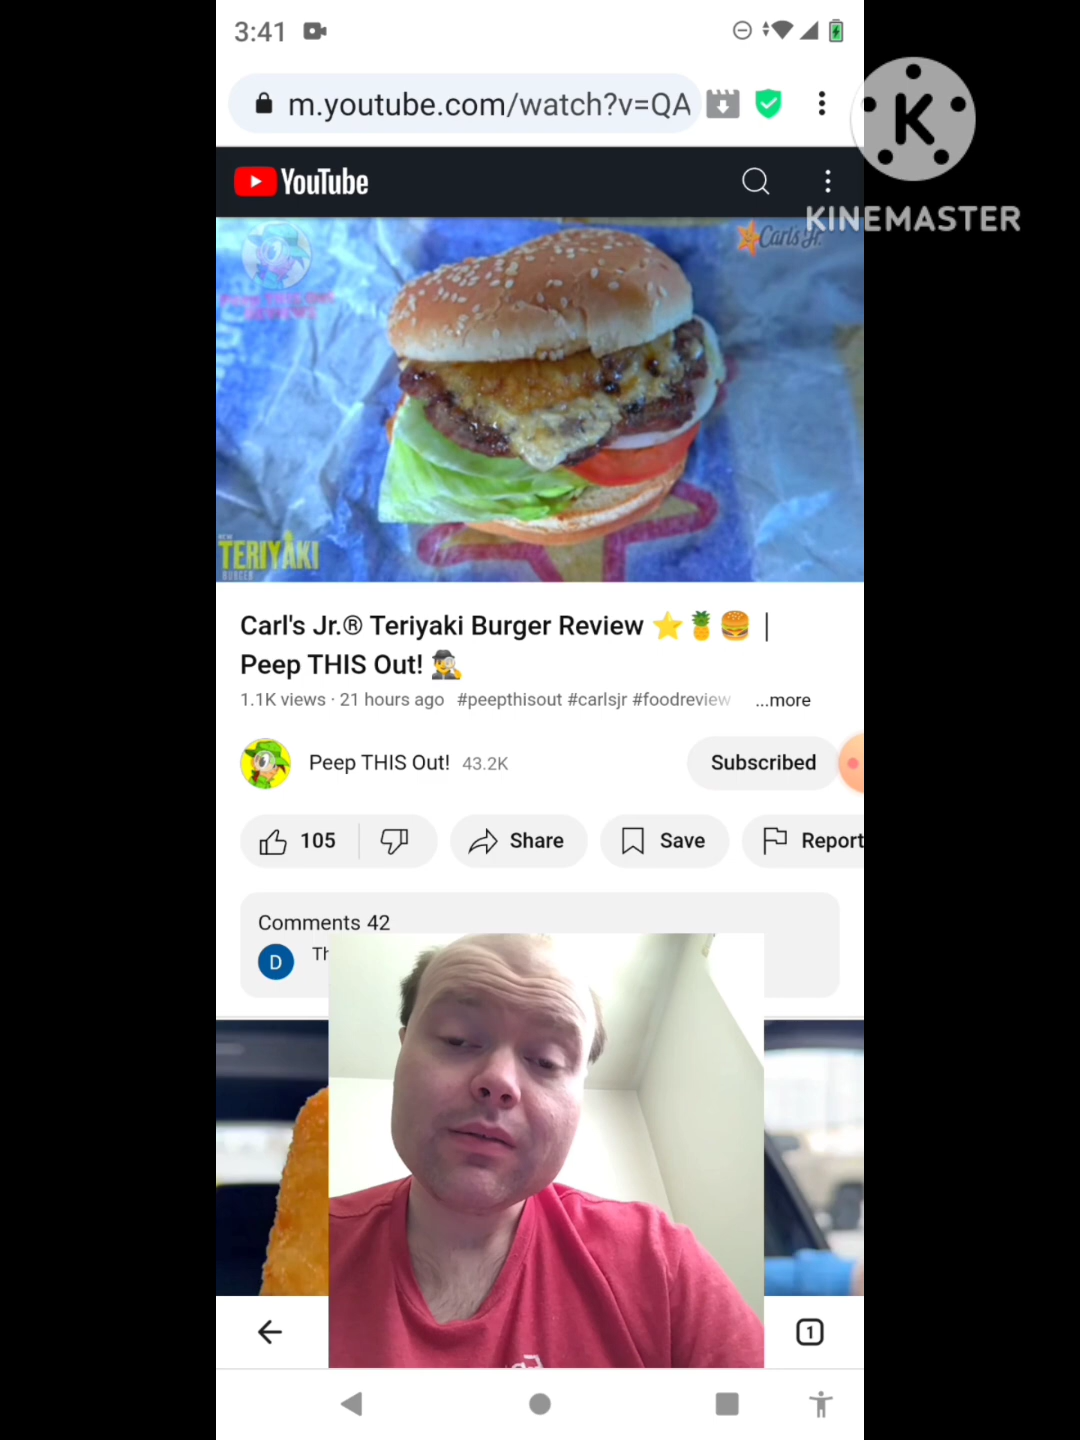 3:41
m.youtube.com/watch?v=QA
K
KINEMASTER
YouTube
Carl's Jr.
TERIYAKI
BURGER
Carl's Jr.® Teriyaki Burger Review ⭐🍍🍔 |
Peep THIS Out! 🕵️
1.1K views · 21 hours ago #peepthisout #carlsjr #foodreview ...more
Peep THIS Out! 43.2K
Subscribed
105
Share
Save
Report
Comments 42
D
Th
1